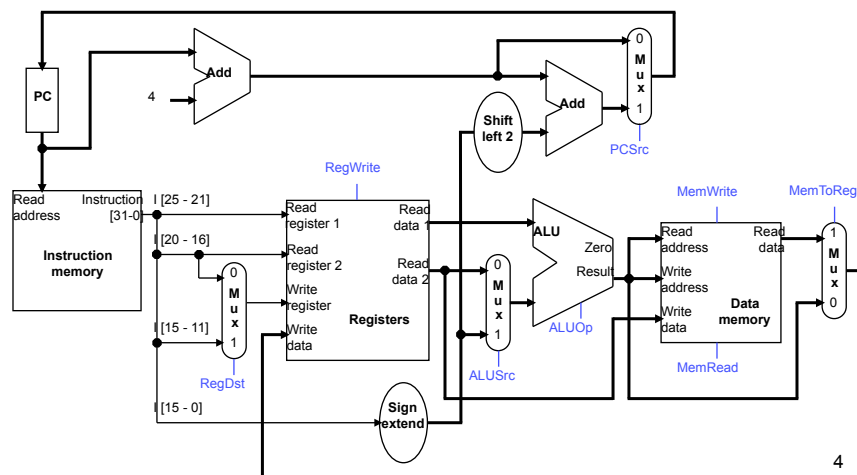 0
M
u
x
1
Add
PC
4
Add
Shift
left 2
PCSrc
RegWrite
Read
address
Instruction
[31-0]
Instruction
memory
I [25 - 21]
I [20 - 16]
I [15 - 11]
I [15 - 0]
0
M
u
x
1
RegDst
Read
register 1
Read
register 2
Write
register
Write
data
Read
data 1
Read
data 2
Registers
Sign
extend
0
M
u
x
1
ALUSrc
ALU
Zero
Result
ALUOp
MemWrite
Read
address
Write
address
Write
data
Read
data
Data
memory
MemRead
MemToReg
1
M
u
x
0
4